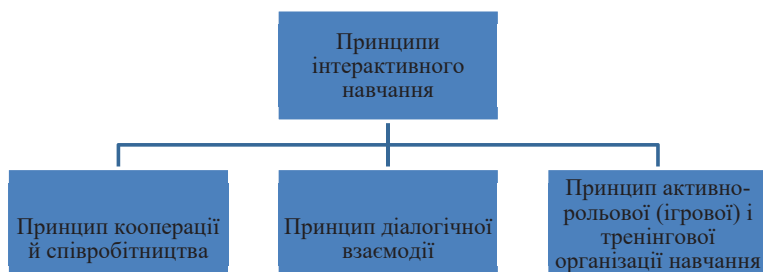 Принципи
інтерактивного
навчання
Принцип кооперації
й співробітництва
Принцип діалогічної
взаємодії
Принцип активно-
рольової (ігрової) і
тренінгової
організації навчання